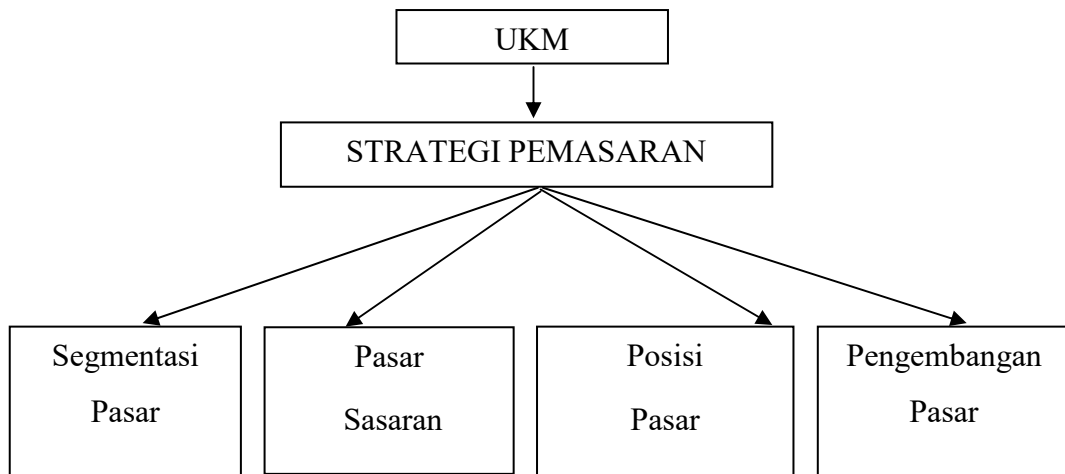 UKM
STRATEGI PEMASARAN
Segmentasi
Pasar
Pasar
Sasaran
Posisi
Pasar
Pengembangan
Pasar